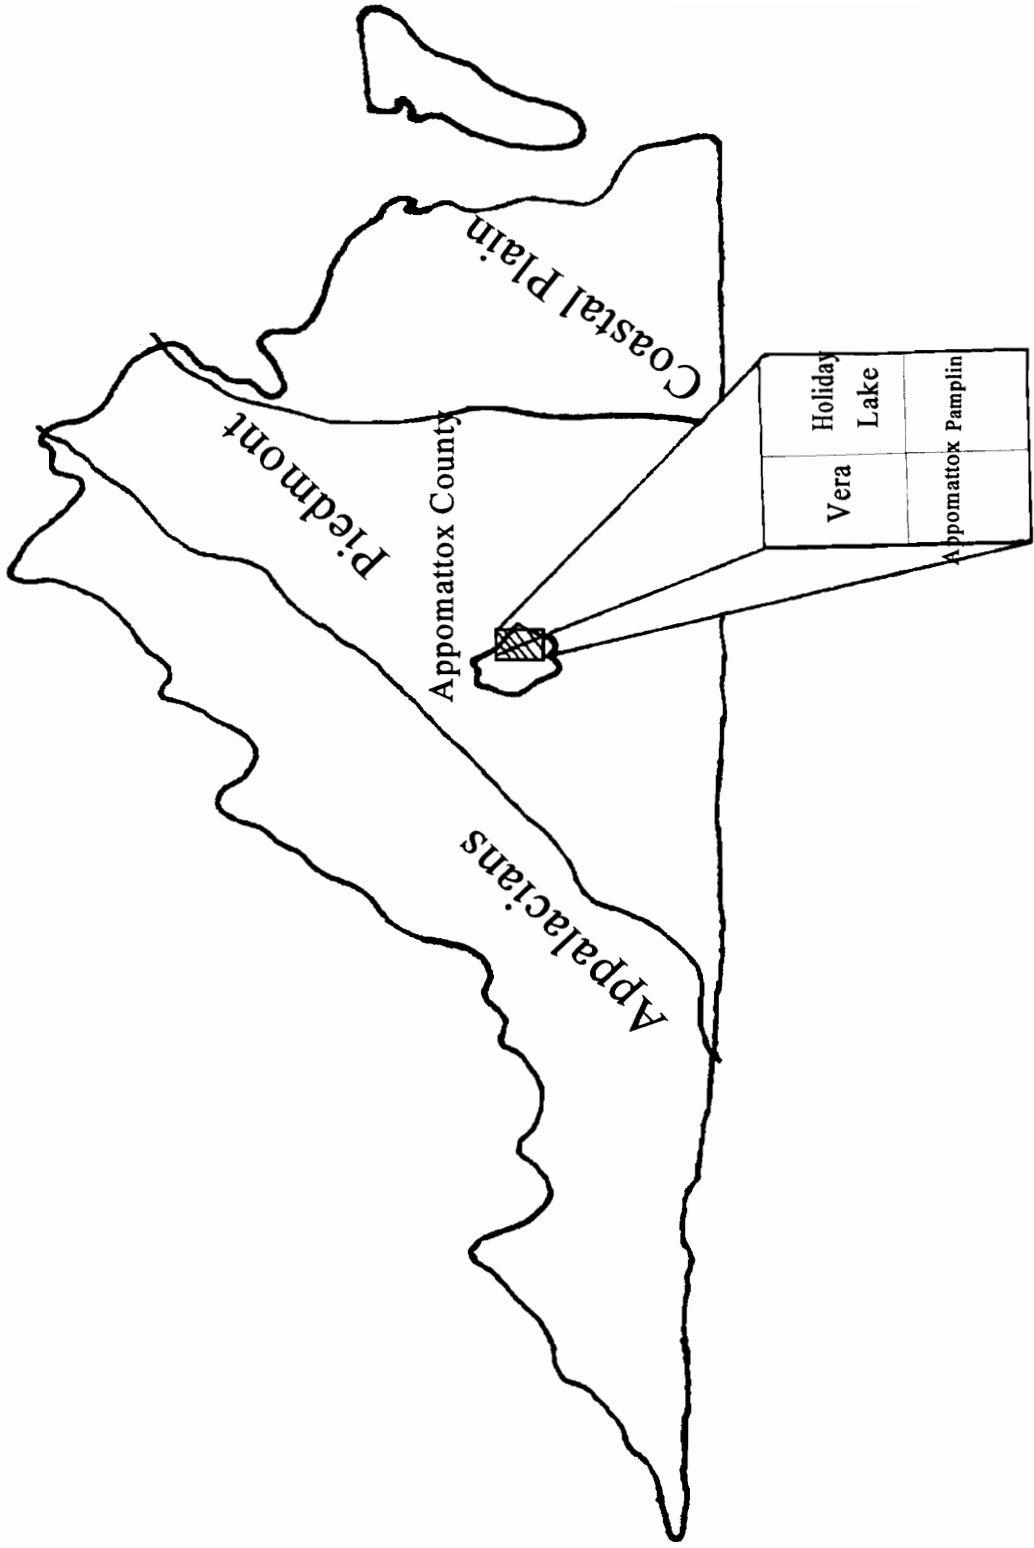 Coastal Plain
Piedmont
Appomattox County
Appalacians
Vera
Holiday
Lake
Appomattox
Pamplin